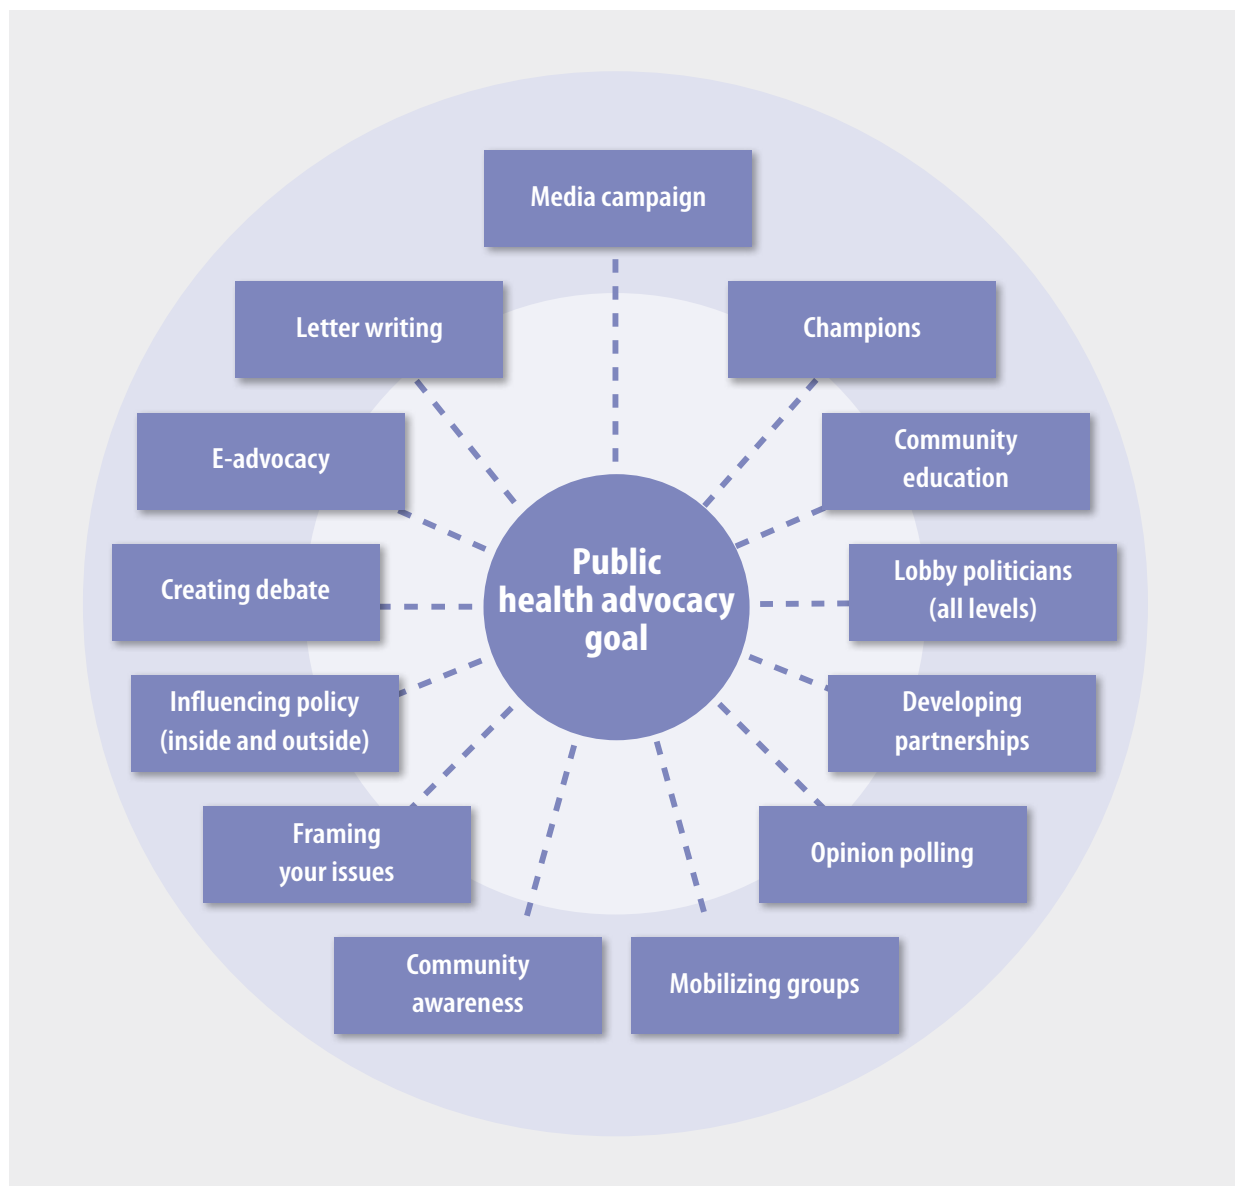 Media campaign
Letter writing
Champions
E-advocacy
Community
education
Creating debate
Public
health advocacy
goal
Lobby politicians
(all levels)
Influencing policy
(inside and outside)
Developing
partnerships
Framing
your issues
Opinion polling
Community
awareness
Mobilizing groups